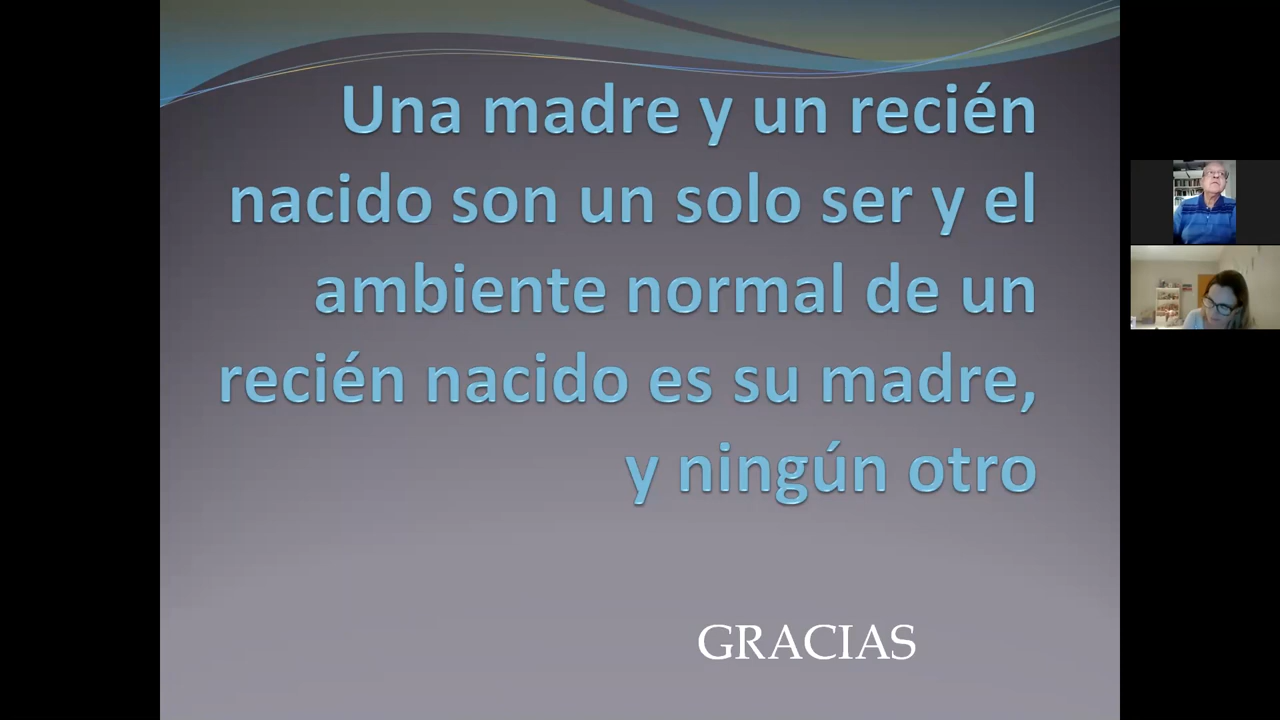 Una madre y un recién
nacido son un solo ser y el
ambiente normal de un
recién nacido es su madre,
y ningún otro
GRACIAS